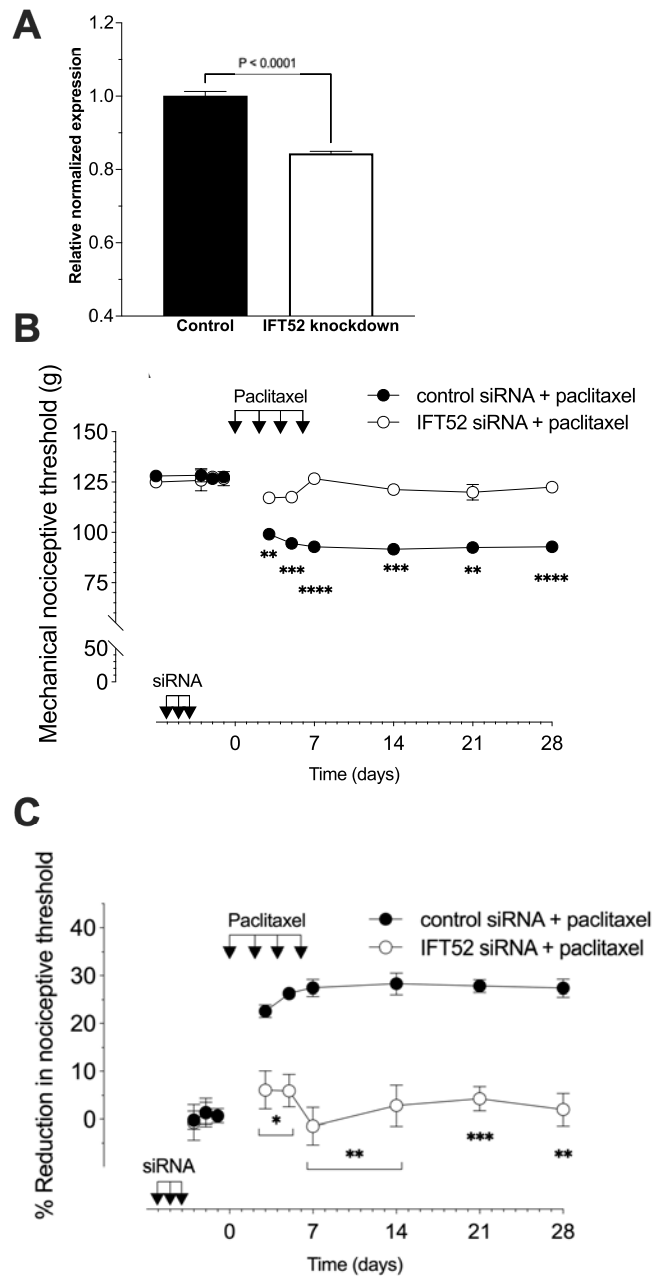 A
1.2
1.0
0.8
0.6
0.4
Relative normalized expression
P < 0.0001
Control
IFT52 knockdown
B
Mechanical nociceptive threshold (g)
150
125
100
75
50
0
Paclitaxel
control siRNA + paclitaxel
IFT52 siRNA + paclitaxel
**
***
****
***
**
****
siRNA
0 7 14 21 28
Time (days)
C
% Reduction in nociceptive threshold
40
30
20
10
0
Paclitaxel
control siRNA + paclitaxel
IFT52 siRNA + paclitaxel
*
**
***
**
siRNA
0 7 14 21 28
Time (days)